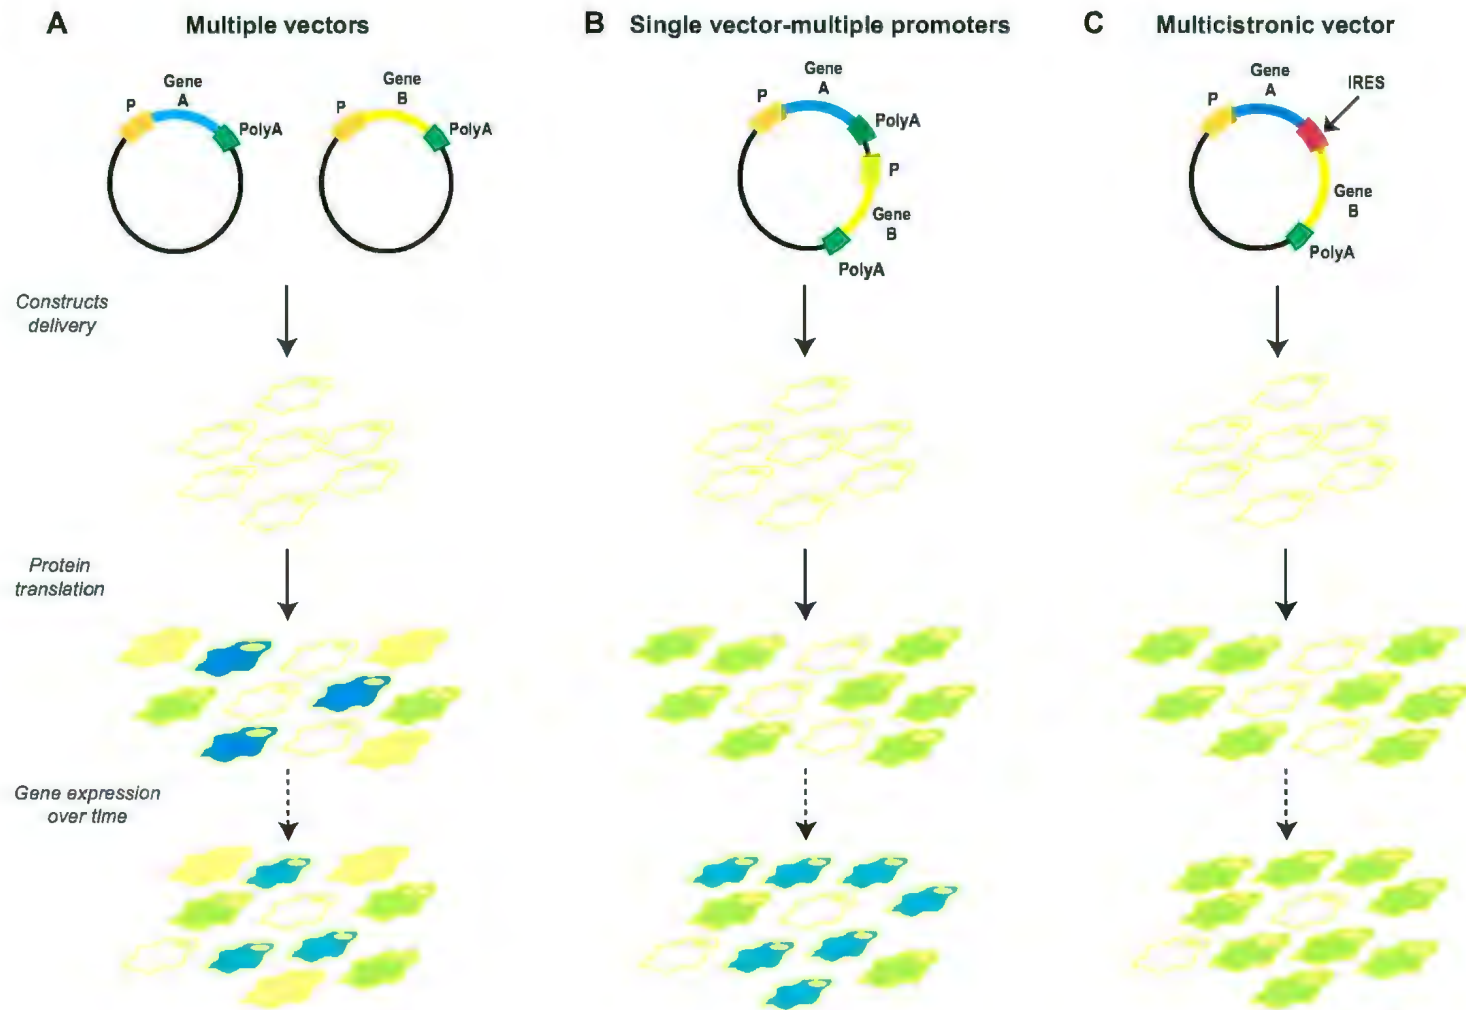 A Multiple vectors
Gene
A
P
PolyA
Gene
B
P
PolyA
B Single vector-multiple promoters
Gene
A
P
PolyA
P
Gene
B
PolyA
C Multicistronic vector
Gene
A
P
IRES
Gene
B
PolyA
Constructs
delivery
Protein
translation
Gene expression
over time